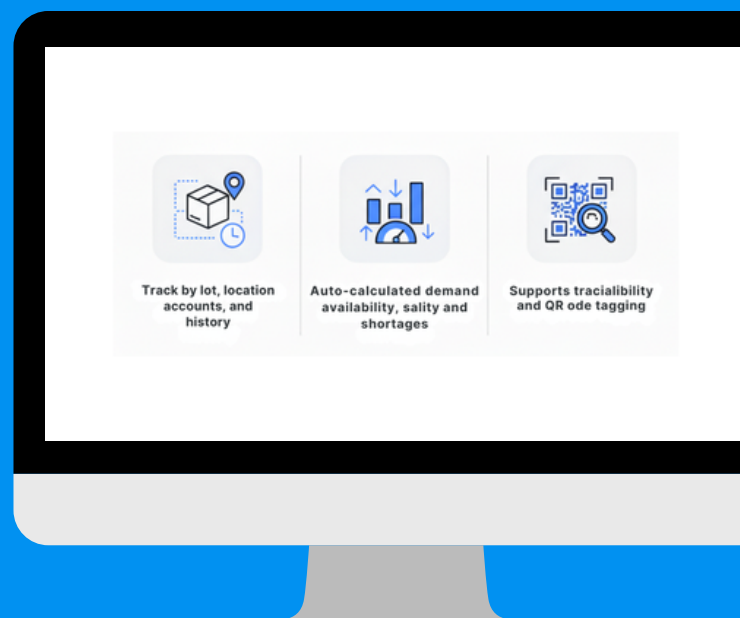 Track by lot, location
accounts, and
history
Auto-calculated demand
availability, sality and
shortages
Supports tracialibility
and QR ode tagging